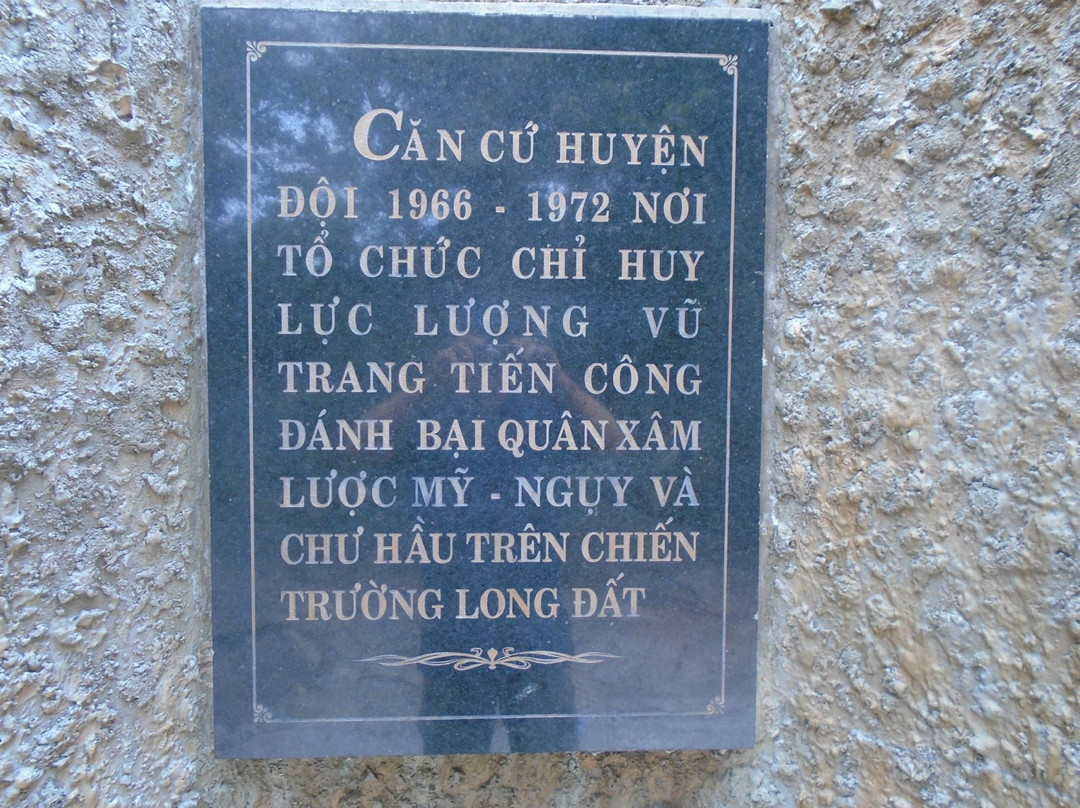 CĂN CỨ HUYỆN
ĐỘI 1966 - 1972 NƠI
TỔ CHỨC CHỈ HUY
LỰC LƯỢNG VŨ
TRANG TIẾN CÔNG
ĐÁNH BẠI QUÂN XÂM
LƯỢC MỸ - NGỤY VÀ
CHƯ HẦU TRÊN CHIẾN
TRƯỜNG LONG ĐẤT